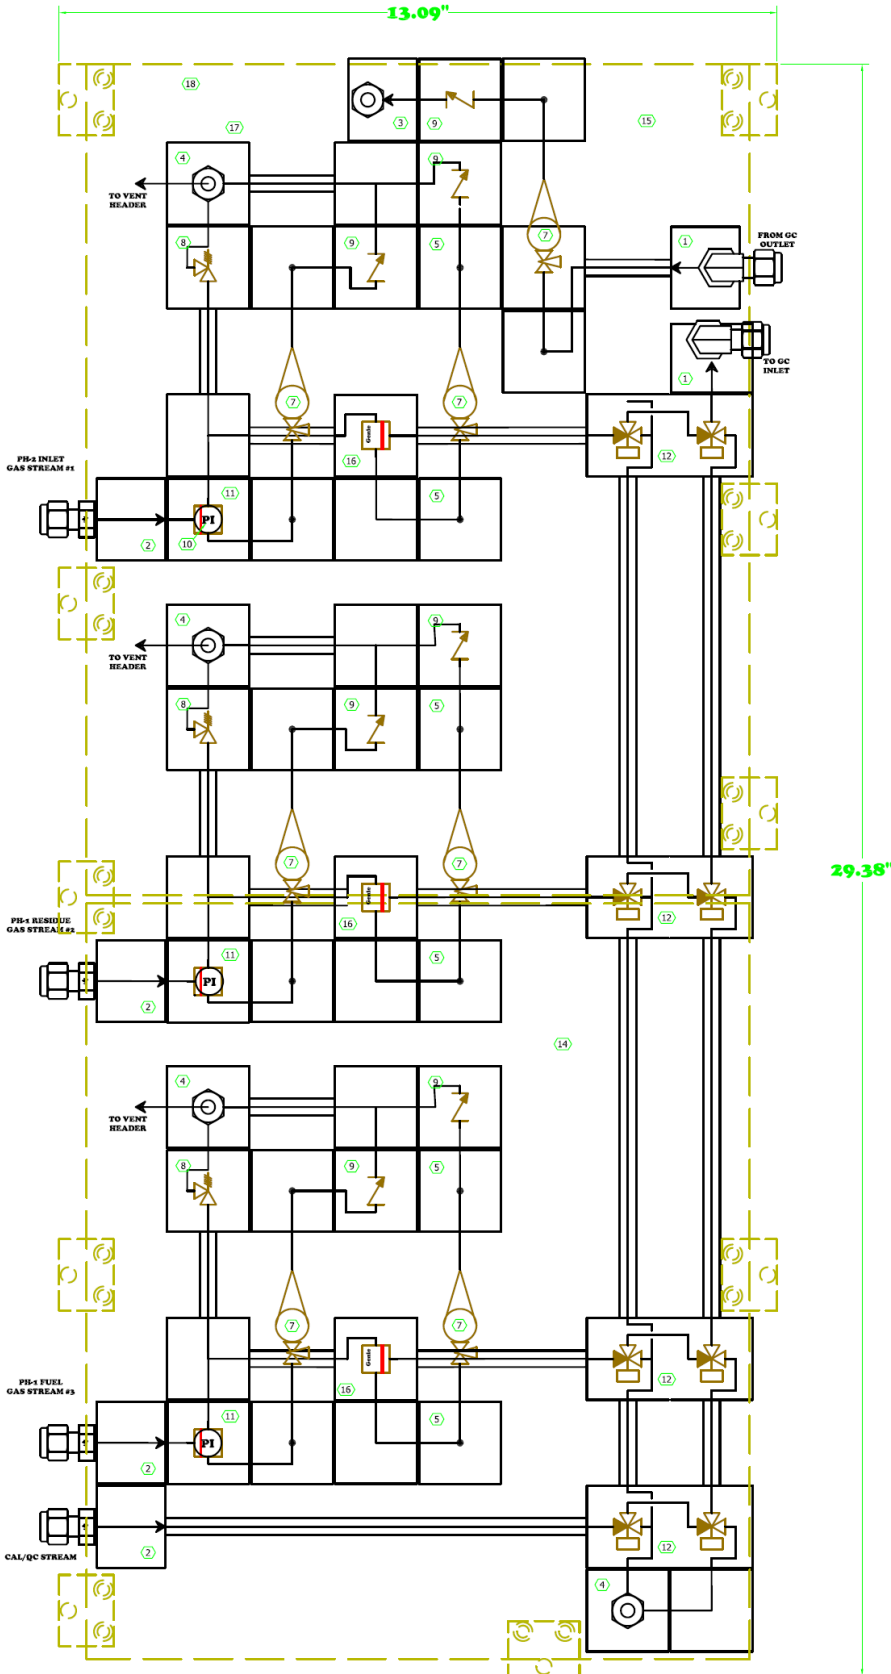 13.09"
18
3
9
15
17
4
9
TO VENT
HEADER
8
9
5
7
1
FROM GC
OUTLET
TO GC
INLET
1
7
7
Genie
PH-2 INLET
GAS STREAM #1
16
12
11
5
PI
2
10
4
9
TO VENT
HEADER
8
9
5
7
7
29.38"
Genie
PH-1 RESIDUE
GAS STREAM #2
16
12
11
5
PI
2
14
4
9
TO VENT
HEADER
8
9
5
7
7
Genie
PH-1 FUEL
GAS STREAM #3
16
12
11
5
PI
2
CAL/QC STREAM
2
12
4